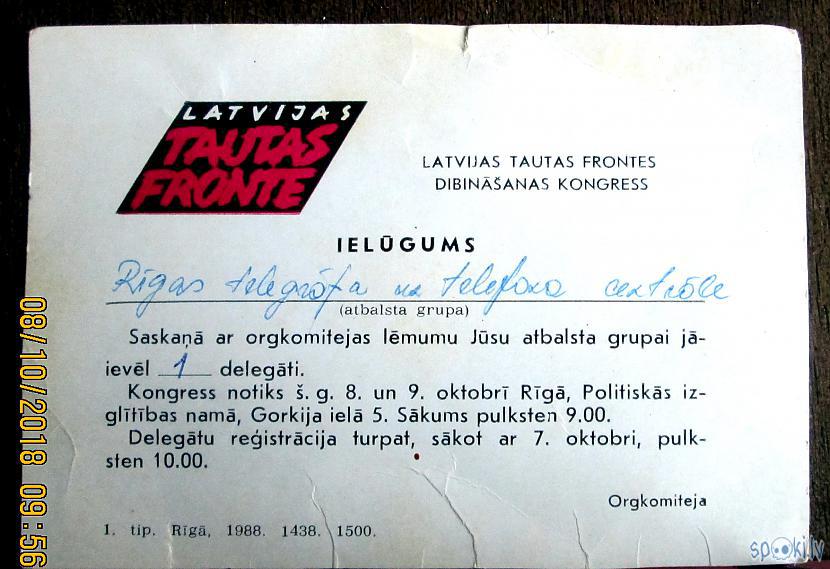 LATVIJAS
TAUTAS
FRONTE
LATVIJAS TAUTAS FRONTES
DIBINĀŠANAS KONGRESS
IELŪGUMS
Rīgas telegrāfa un telefona centrāle
(atbalsta grupa)
Saskaņā ar orgkomitejas lēmumu Jūsu atbalsta grupai jā-
ievēl 1 delegāti.
Kongress notiks š. g. 8. un 9. oktobrī Rīgā, Politiskās iz-
glītības namā, Gorkija ielā 5. Sākums pulksten 9.00.
Delegātu reģistrācija turpat, sākot ar 7. oktobri, pulk-
sten 10.00.
Orgkomiteja
1. tip. Rīgā, 1988. 1438. 1500.
08/10/2018 09:56
spoki.lv